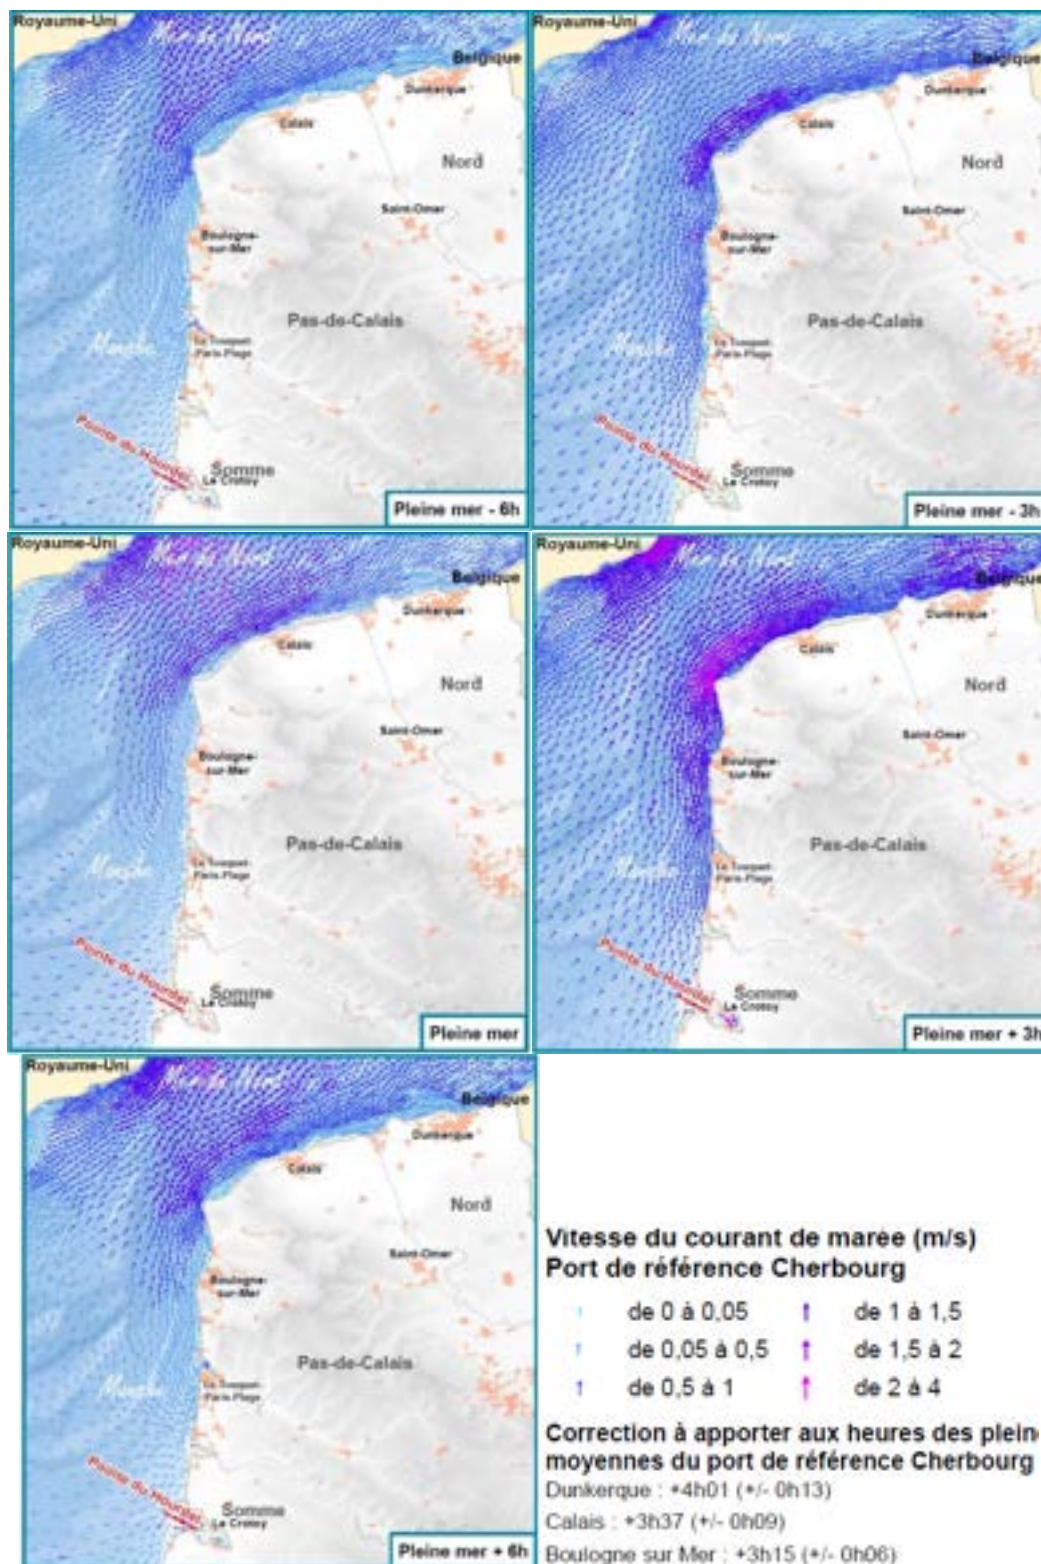 Royaume-Uni
Mer du Nord
Belgique
Dunkerque
Calais
Nord
Saint-Omer
Boulogne-
sur-Mer
Pas-de-Calais
Manche
Le Touquet-
Paris-Plage
Pointe du Hourdel
Somme
Le Crotoy
Pleine mer - 6h
Royaume-Uni
Mer du Nord
Belgique
Dunkerque
Calais
Nord
Saint-Omer
Boulogne-
sur-Mer
Pas-de-Calais
Manche
Le Touquet-
Paris-Plage
Pointe du Hourdel
Somme
Le Crotoy
Pleine mer - 3h
Royaume-Uni
Mer du Nord
Belgique
Dunkerque
Calais
Nord
Saint-Omer
Boulogne-
sur-Mer
Pas-de-Calais
Manche
Le Touquet-
Paris-Plage
Pointe du Hourdel
Somme
Le Crotoy
Pleine mer
Royaume-Uni
Mer du Nord
Belgique
Dunkerque
Calais
Nord
Saint-Omer
Boulogne-
sur-Mer
Pas-de-Calais
Manche
Le Touquet-
Paris-Plage
Pointe du Hourdel
Somme
Le Crotoy
Pleine mer + 3h
Royaume-Uni
Mer du Nord
Belgique
Dunkerque
Calais
Nord
Saint-Omer
Boulogne-
sur-Mer
Pas-de-Calais
Manche
Le Touquet-
Paris-Plage
Pointe du Hourdel
Somme
Le Crotoy
Pleine mer + 6h
Vitesse du courant de marée (m/s)
Port de référence Cherbourg
de 0 à 0,05
de 1 à 1,5
de 0,05 à 0,5
de 1,5 à 2
de 0,5 à 1
de 2 à 4
Correction à apporter aux heures des plein
moyennes du port de référence Cherbourg
Dunkerque : +4h01 (+/- 0h13)
Calais : +3h37 (+/- 0h09)
Boulogne sur Mer : +3h15 (+/- 0h06)